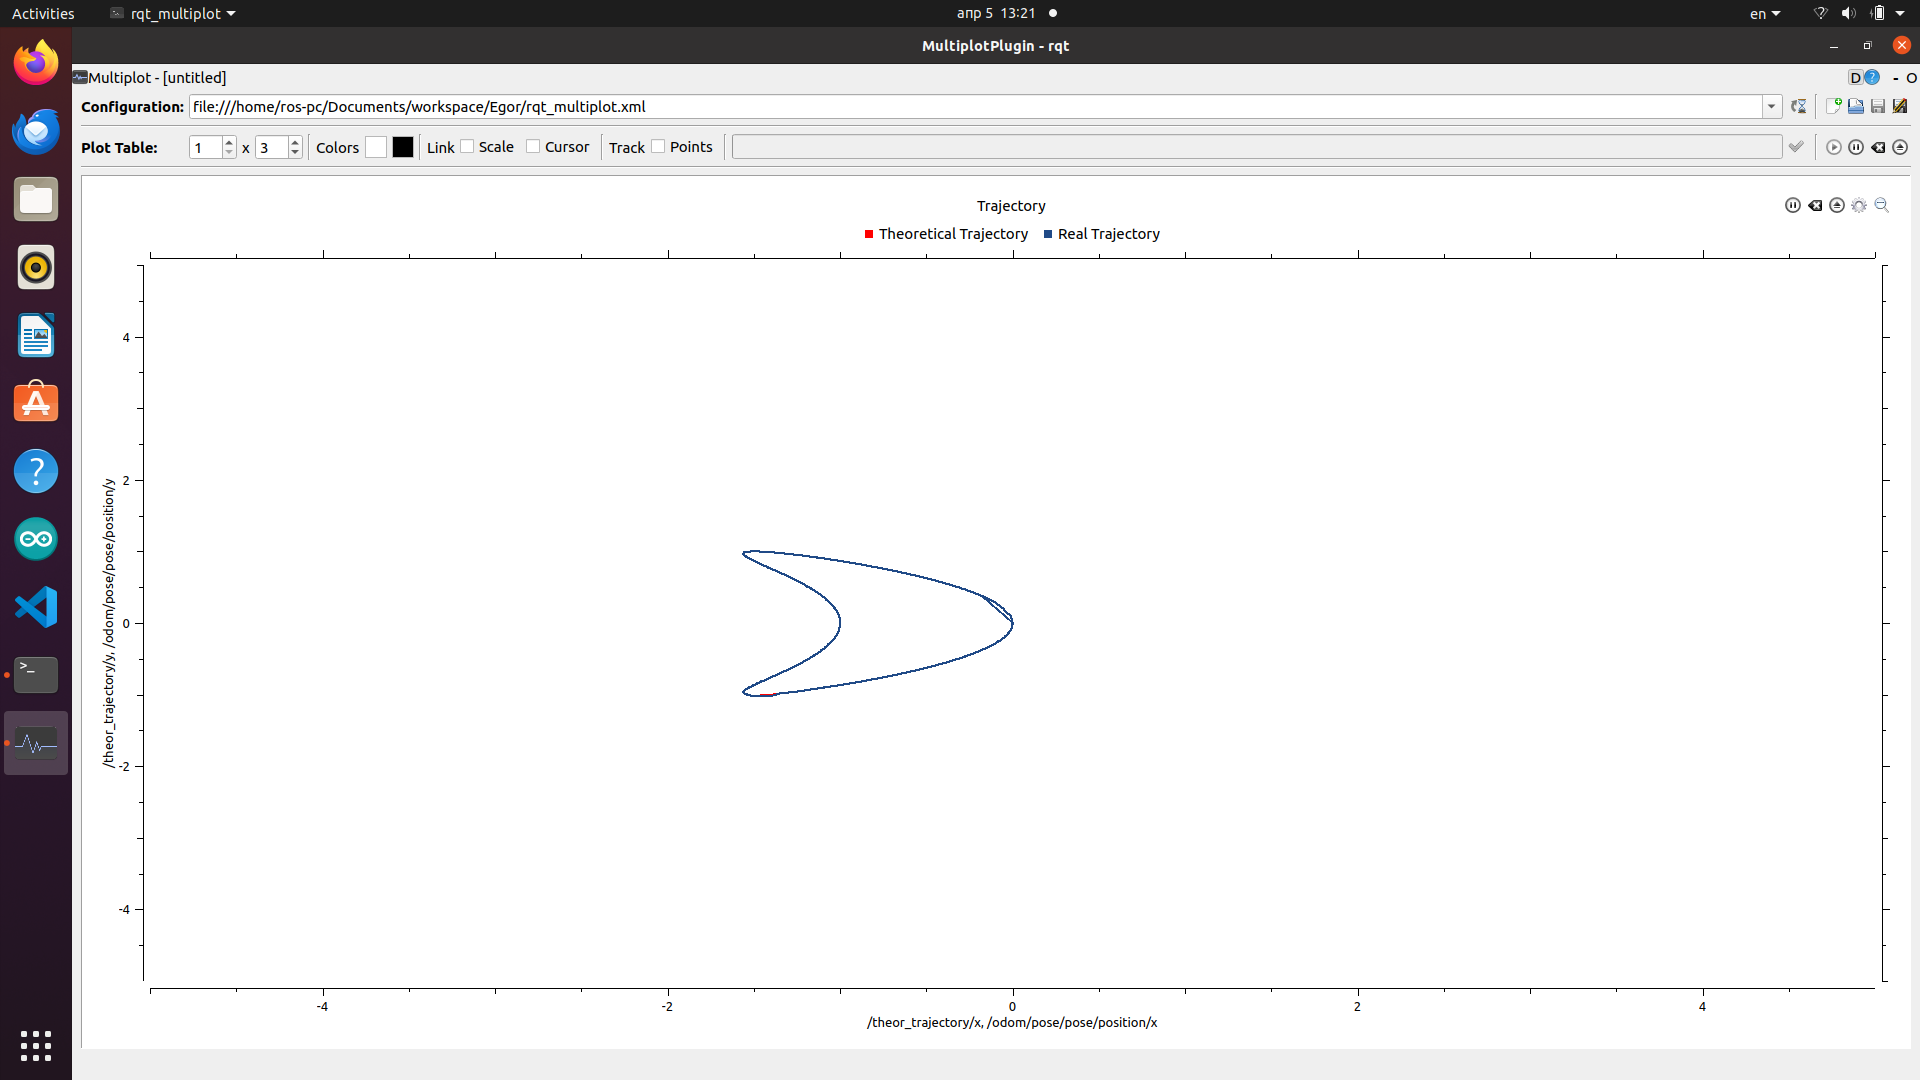 Activities rqt_multiplot апр 5 13:21 en
MultiplotPlugin - rqt
Multiplot - [untitled] D ? - O
Configuration: file:///home/ros-pc/Documents/workspace/Egor/rqt_multiplot.xml
Plot Table: 1 x 3 Colors Link Scale Cursor Track Points
Trajectory
Theoretical Trajectory Real Trajectory
4
2
0
-2
-4
/theor_trajectory/y, /odom/pose/pose/position/y
-4 -2 0 2 4
/theor_trajectory/x, /odom/pose/pose/position/x